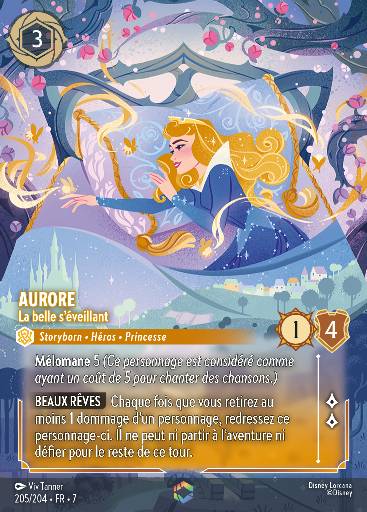 3
AURORE
La belle s'éveillant
Storyborn • Héros • Princesse
1
4
Mélomane 5 (Ce personnage est considéré comme
ayant un coût de 5 pour chanter des chansons.)
BEAUX RÊVES Chaque fois que vous retirez au
moins 1 dommage d'un personnage, redressez ce
personnage-ci. Il ne peut ni partir à l'aventure ni
défier pour le reste de ce tour.
Viv Tanner
205/204 • FR • 7
Disney Lorcana
©Disney